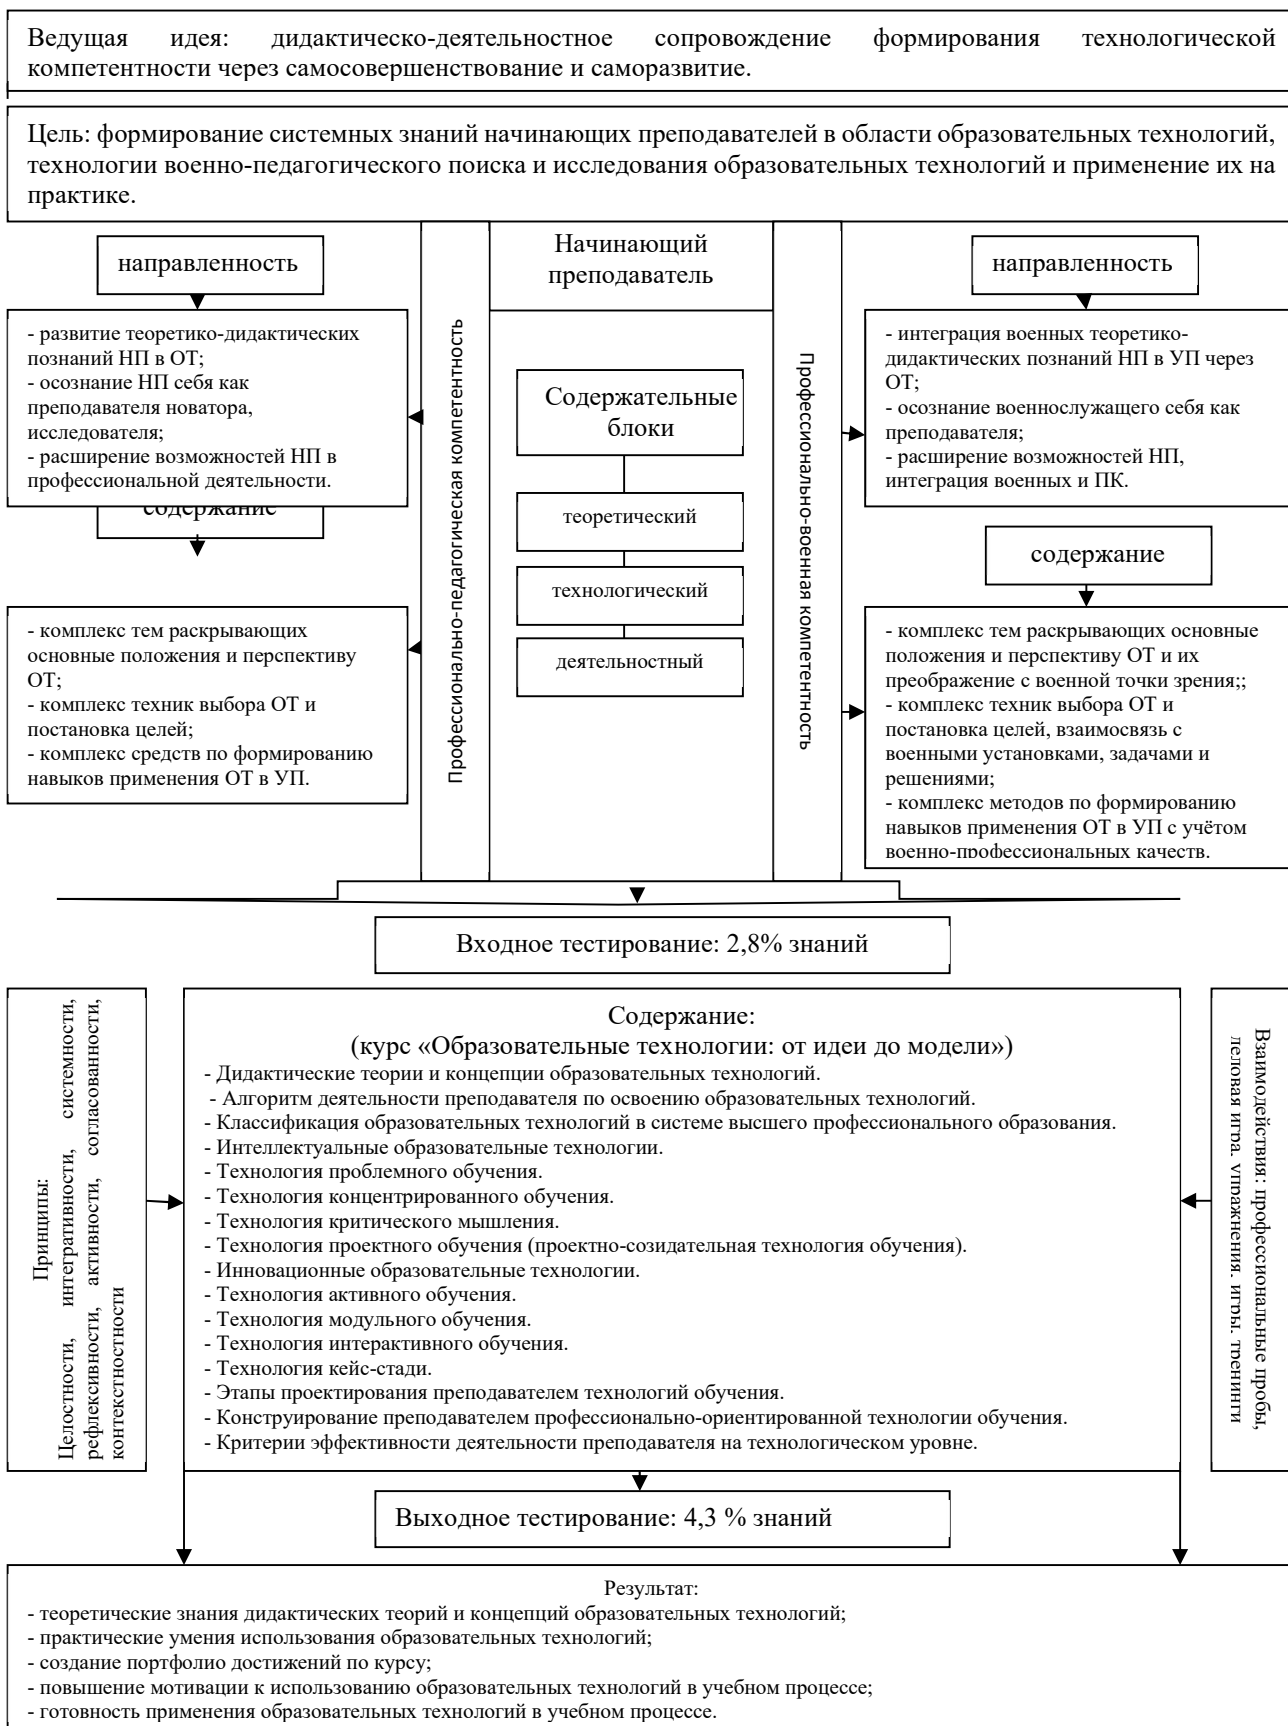 Ведущая идея: дидактическо-деятельностное сопровождение формирования технологической
компетентности через самосовершенствование и саморазвитие.
Цель: формирование системных знаний начинающих преподавателей в области образовательных технологий,
технологии военно-педагогического поиска и исследования образовательных технологий и применение их на
практике.
направленность
- развитие теоретико-дидактических
познаний НП в ОТ;
- осознание НП себя как
преподавателя новатора,
исследователя;
- расширение возможностей НП в
профессиональной деятельности.
содержание
- комплекс тем раскрывающих
основные положения и перспективу
ОТ;
- комплекс техник выбора ОТ и
постановка целей;
- комплекс средств по формированию
навыков применения ОТ в УП.
Профессионально-педагогическая компетентность
Начинающий
преподаватель
Содержательные
блоки
теоретический
технологический
деятельностный
Профессионально-военная компетентность
направленность
- интеграция военных теоретико-
дидактических познаний НП в УП через
ОТ;
- осознание военнослужащего себя как
преподавателя;
- расширение возможностей НП,
интеграция военных и ПК.
содержание
- комплекс тем раскрывающих основные
положения и перспективу ОТ и их
преображение с военной точки зрения;;
- комплекс техник выбора ОТ и
постановка целей, взаимосвязь с
военными установками, задачами и
решениями;
- комплекс методов по формированию
навыков применения ОТ в УП с учётом
военно-профессиональных качеств.
Входное тестирование: 2,8% знаний
Принципы:
Целостности, интегративности, системности,
рефлексивности, активности, согласованности,
контекстности
Содержание:
(курс «Образовательные технологии: от идеи до модели»)
- Дидактические теории и концепции образовательных технологий.
- Алгоритм деятельности преподавателя по освоению образовательных технологий.
- Классификация образовательных технологий в системе высшего профессионального образования.
- Интеллектуальные образовательные технологии.
- Технология проблемного обучения.
- Технология концентрированного обучения.
- Технология критического мышления.
- Технология проектного обучения (проектно-созидательная технология обучения).
- Инновационные образовательные технологии.
- Технология активного обучения.
- Технология модульного обучения.
- Технология интерактивного обучения.
- Технология кейс-стади.
- Этапы проектирования преподавателем технологий обучения.
- Конструирование преподавателем профессионально-ориентированной технологии обучения.
- Критерии эффективности деятельности преподавателя на технологическом уровне.
Взаимодействия: профессиональные пробы,
деловая игра, упражнения, игры, тренинги
Выходное тестирование: 4,3 % знаний
Результат:
- теоретические знания дидактических теорий и концепций образовательных технологий;
- практические умения использования образовательных технологий;
- создание портфолио достижений по курсу;
- повышение мотивации к использованию образовательных технологий в учебном процессе;
- готовность применения образовательных технологий в учебном процессе.